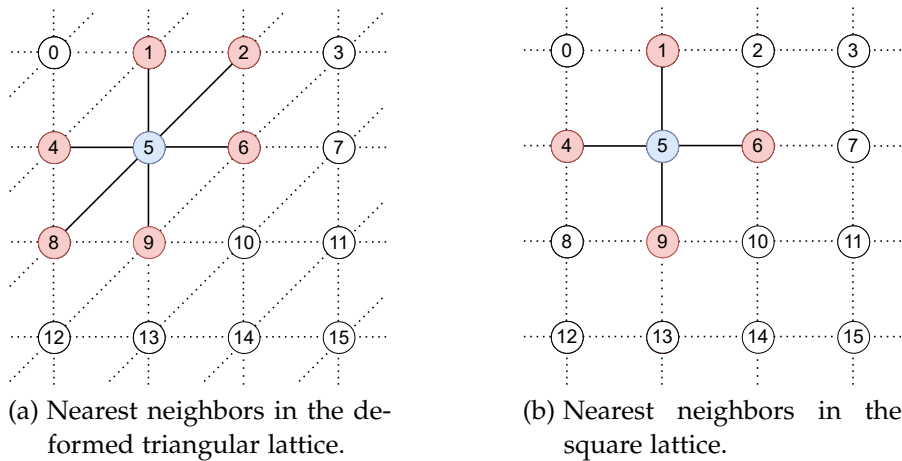 0 1 2 3
4 5 6 7
8 9 10 11
12 13 14 15
(a) Nearest neighbors in the de-
formed triangular lattice.
0 1 2 3
4 5 6 7
8 9 10 11
12 13 14 15
(b) Nearest neighbors in the
square lattice.